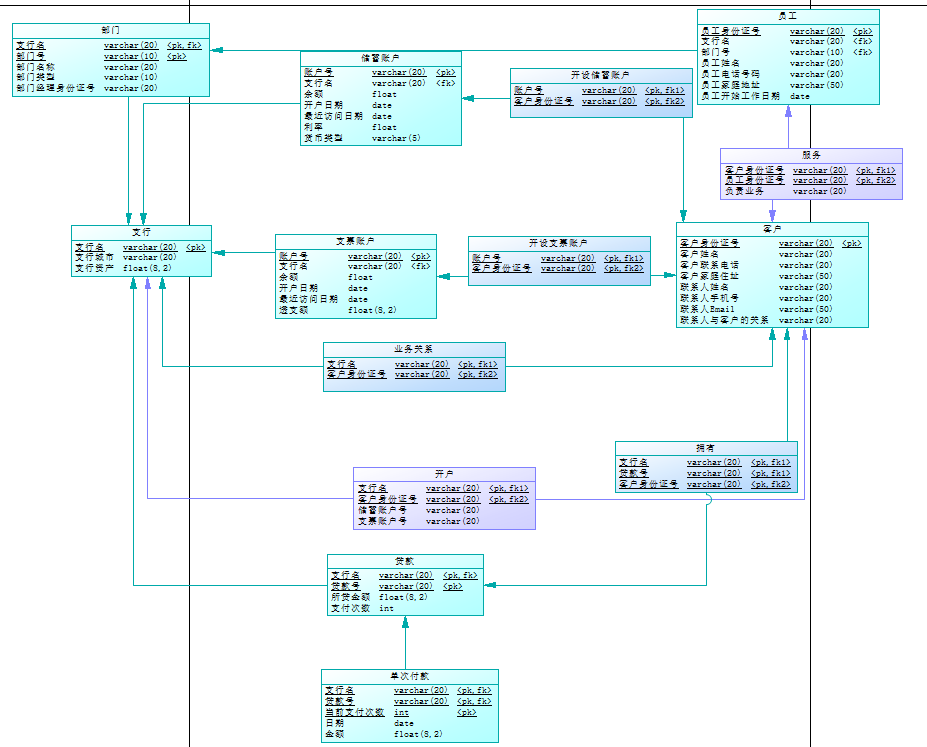 部门
支行名 varchar(20) <pk,fk>
部门号 varchar(10) <pk>
部门名称 varchar(20)
部门类型 varchar(10)
部门经理身份证号 varchar(20)
员工
员工身份证号 varchar(20) <pk>
支行名 varchar(20) <fk>
部门号 varchar(10) <fk>
员工姓名 varchar(20)
员工电话号码 varchar(20)
员工家庭地址 varchar(50)
员工开始工作日期 date
储蓄账户
账户号 varchar(20) <pk>
支行名 varchar(20) <fk>
余额 float
开户日期 date
最近访问日期 date
利率 float
货币类型 varchar(5)
开设储蓄账户
账户号 varchar(20) <pk,fk1>
客户身份证号 varchar(20) <pk,fk2>
服务
客户身份证号 varchar(20) <pk,fk1>
员工身份证号 varchar(20) <pk,fk2>
负责业务 varchar(20)
支行
支行名 varchar(20) <pk>
支行城市 varchar(20)
支行资产 float(8,2)
支票账户
账户号 varchar(20) <pk>
支行名 varchar(20) <fk>
余额 float
开户日期 date
最近访问日期 date
透支额 float(8,2)
开设支票账户
账户号 varchar(20) <pk,fk1>
客户身份证号 varchar(20) <pk,fk2>
客户
客户身份证号 varchar(20) <pk>
客户姓名 varchar(20)
客户联系电话 varchar(20)
客户家庭住址 varchar(50)
联系人姓名 varchar(20)
联系人手机号 varchar(20)
联系人Email varchar(50)
联系人与客户的关系 varchar(20)
业务关系
支行名 varchar(20) <pk,fk1>
客户身份证号 varchar(20) <pk,fk2>
拥有
支行名 varchar(20) <pk,fk1>
贷款号 varchar(20) <pk,fk1>
客户身份证号 varchar(20) <pk,fk2>
开户
支行名 varchar(20) <pk,fk1>
客户身份证号 varchar(20) <pk,fk2>
储蓄账户号 varchar(20)
支票账户号 varchar(20)
贷款
支行名 varchar(20) <pk,fk>
贷款号 varchar(20) <pk>
所贷金额 float(8,2)
支付次数 int
单次付款
支行名 varchar(20) <pk,fk>
贷款号 varchar(20) <pk,fk>
当前支付次数 int <pk>
日期 date
金额 float(8,2)